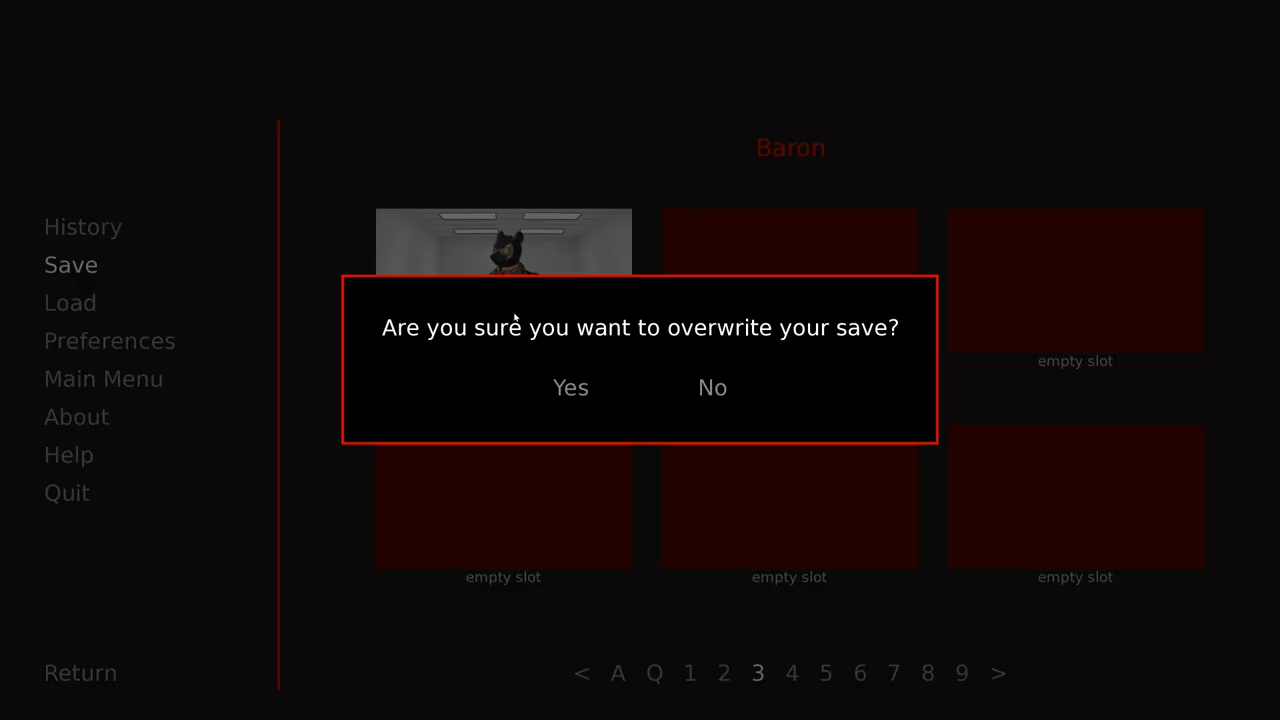 Baron
History
Save
Load
Preferences
Main Menu
About
Help
Quit
Are you sure you want to overwrite your save?
Yes No
empty slot
empty slot empty slot empty slot
Return
< A Q 1 2 3 4 5 6 7 8 9 >